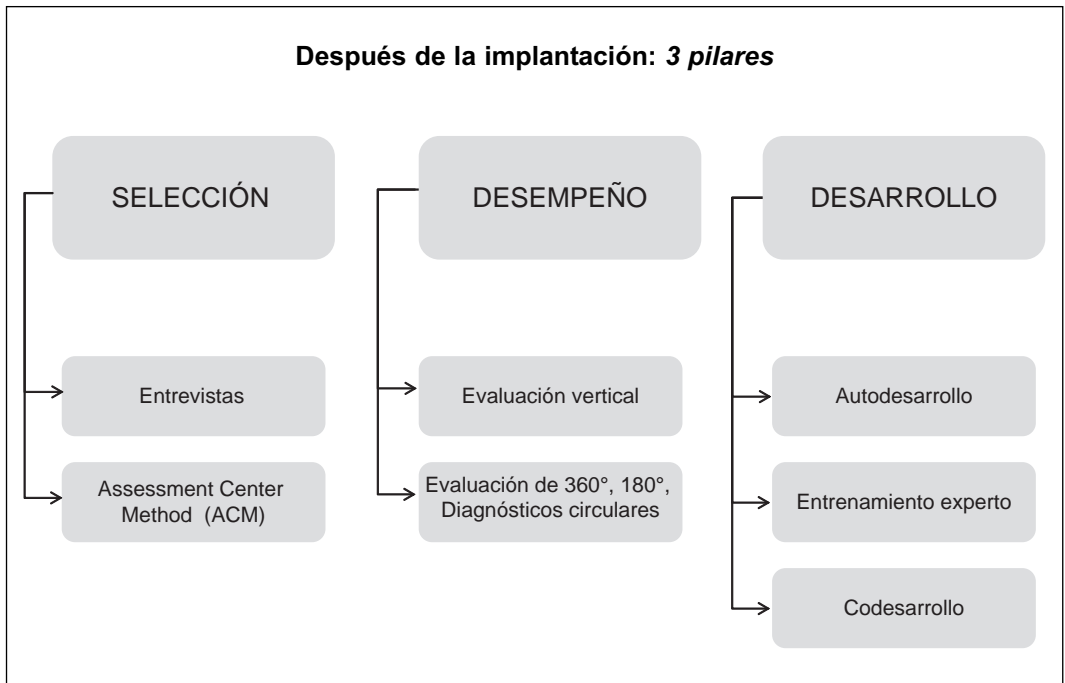 Después de la implantación: 3 pilares
SELECCIÓN
Entrevistas
Assessment Center
Method (ACM)
DESEMPEÑO
Evaluación vertical
Evaluación de 360°, 180°,
Diagnósticos circulares
DESARROLLO
Autodesarrollo
Entrenamiento experto
Codesarrollo